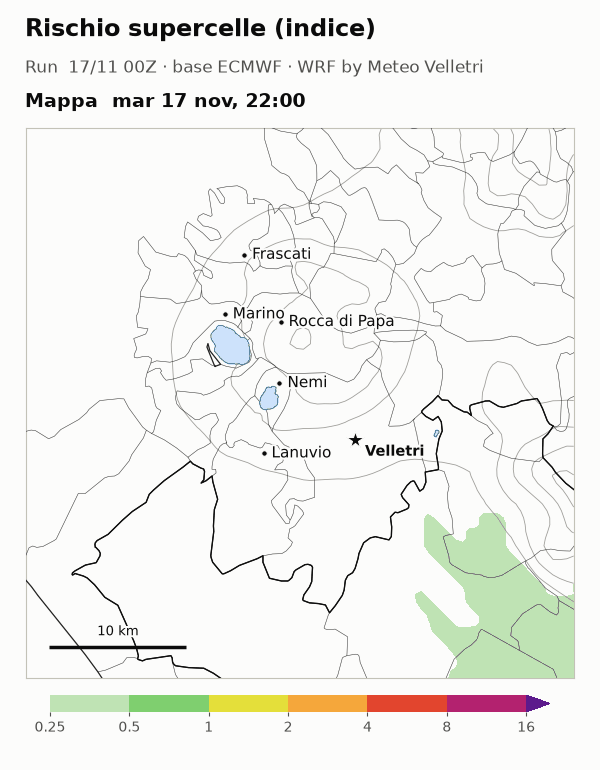 Rischio supercelle (indice)
Run  17/11 00Z · base ECMWF · WRF by Meteo Velletri
Mappa  mar 17 nov, 22:00
Frascati
Marino
Rocca di Papa
Nemi
Velletri
Lanuvio
10 km
0.25 0.5 1 2 4 8 16